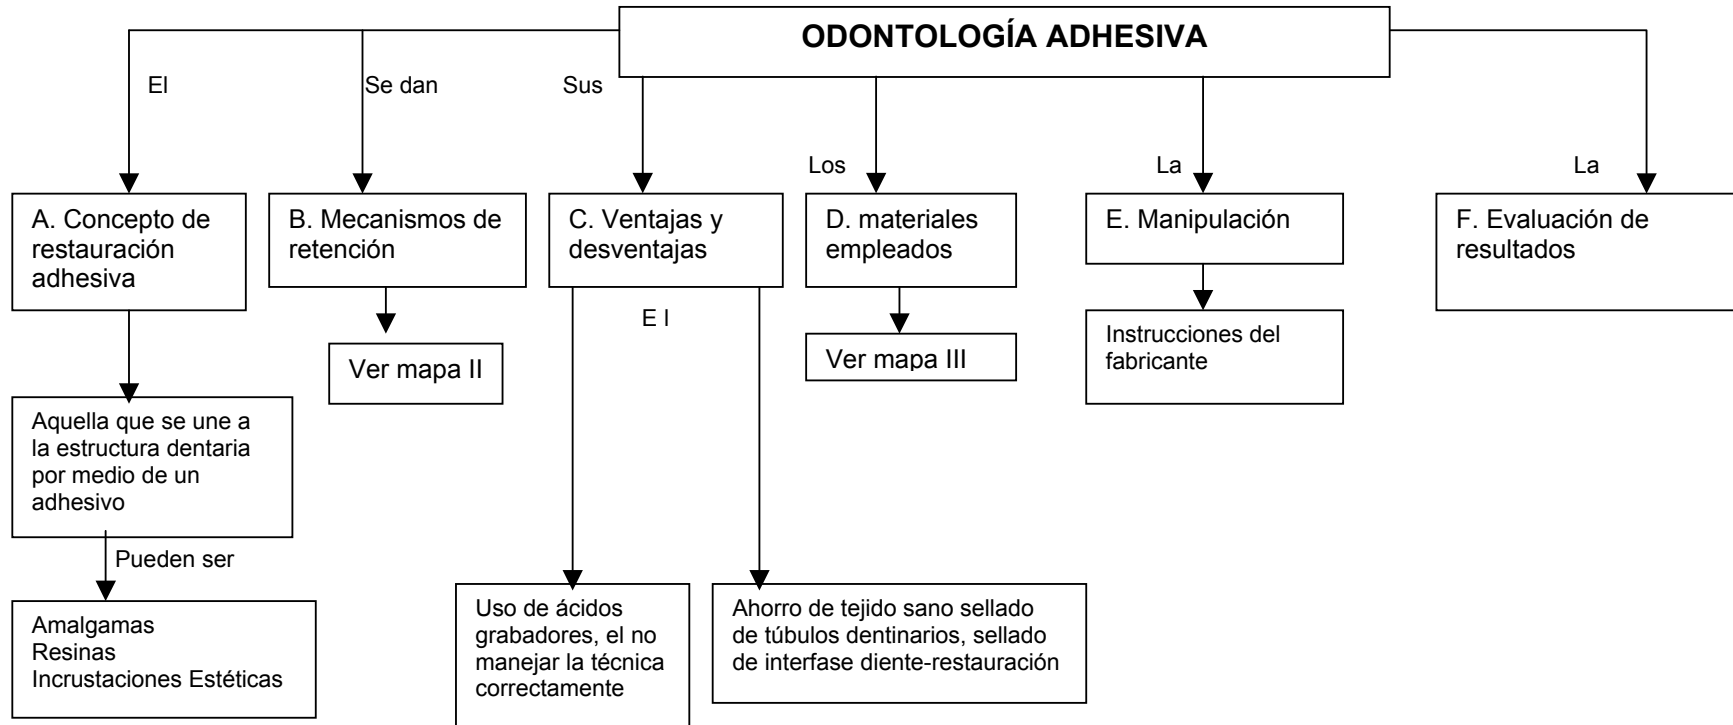 ODONTOLOGÍA ADHESIVA
El
Se dan
Sus
Los
La
La
A. Concepto de
restauración
adhesiva
B. Mecanismos de
retención
C. Ventajas y
desventajas
D. materiales
empleados
E. Manipulación
F. Evaluación de
resultados
E l
Ver mapa II
Ver mapa III
Instrucciones del
fabricante
Aquella que se une a
la estructura dentaria
por medio de un
adhesivo
Pueden ser
Amalgamas
Resinas
Incrustaciones Estéticas
Uso de ácidos
grabadores, el no
manejar la técnica
correctamente
Ahorro de tejido sano sellado
de túbulos dentinarios, sellado
de interfase diente-restauración